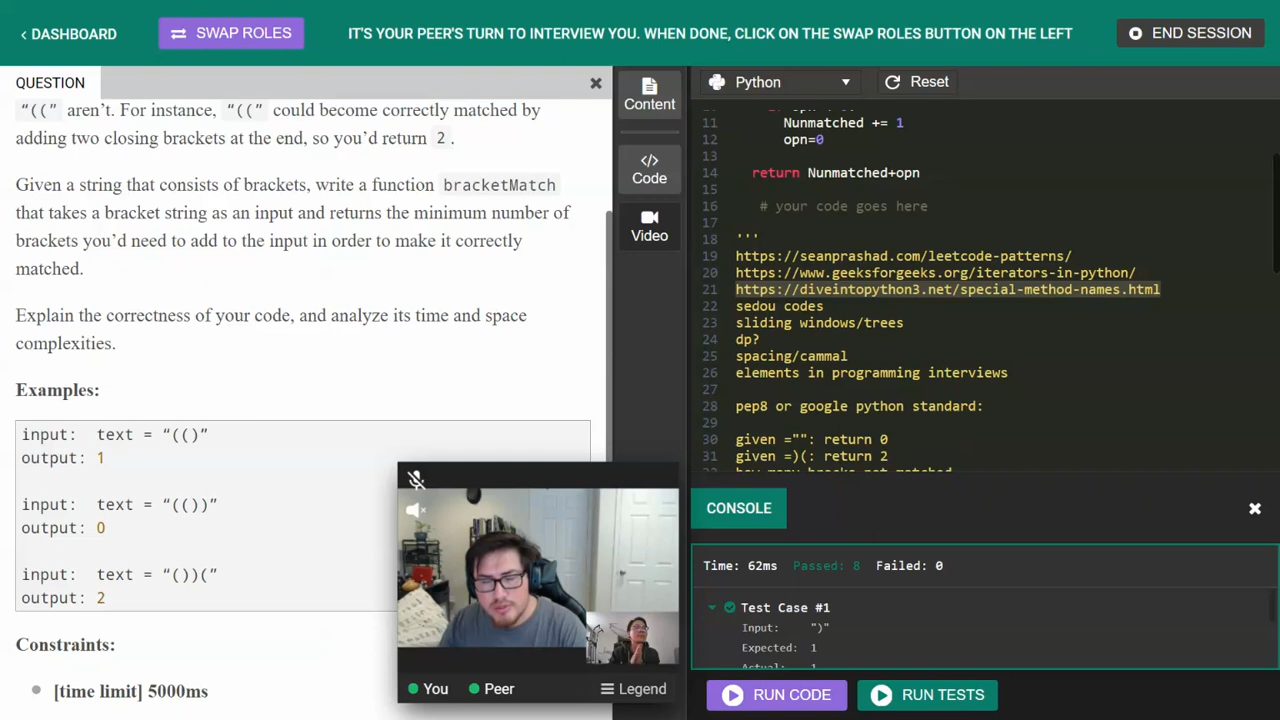 DASHBOARD
SWAP ROLES
IT'S YOUR PEER'S TURN TO INTERVIEW YOU. WHEN DONE, CLICK ON THE SWAP ROLES BUTTON ON THE LEFT
END SESSION
QUESTION
“((” aren’t. For instance, “((” could become correctly matched by
adding two closing brackets at the end, so you’d return 2.
Given a string that consists of brackets, write a function bracketMatch
that takes a bracket string as an input and returns the minimum number of
brackets you’d need to add to the input in order to make it correctly
matched.
Explain the correctness of your code, and analyze its time and space
complexities.
Examples:
input: text = “(()”
output: 1
input: text = “(())”
output: 0
input: text = “())(”
output: 2
Constraints:
[time limit] 5000ms
Content
Code
Video
You
Peer
Legend
Python
Reset
11 Nunmatched += 1
12 opn=0
13
14 return Nunmatched+opn
15
16 # your code goes here
17
18 '''
19 https://seanprashad.com/leetcode-patterns/
20 https://www.geeksforgeeks.org/iterators-in-python/
21 https://diveintopython3.net/special-method-names.html
22 sedou codes
23 sliding windows/trees
24 dp?
25 spacing/cammal
26 elements in programming interviews
27
28 pep8 or google python standard:
29
30 given ="": return 0
31 given =)(: return 2
CONSOLE
Time: 62ms Passed: 8 Failed: 0
Test Case #1
Input: ")"
Expected: 1
Actual: 1
RUN CODE
RUN TESTS